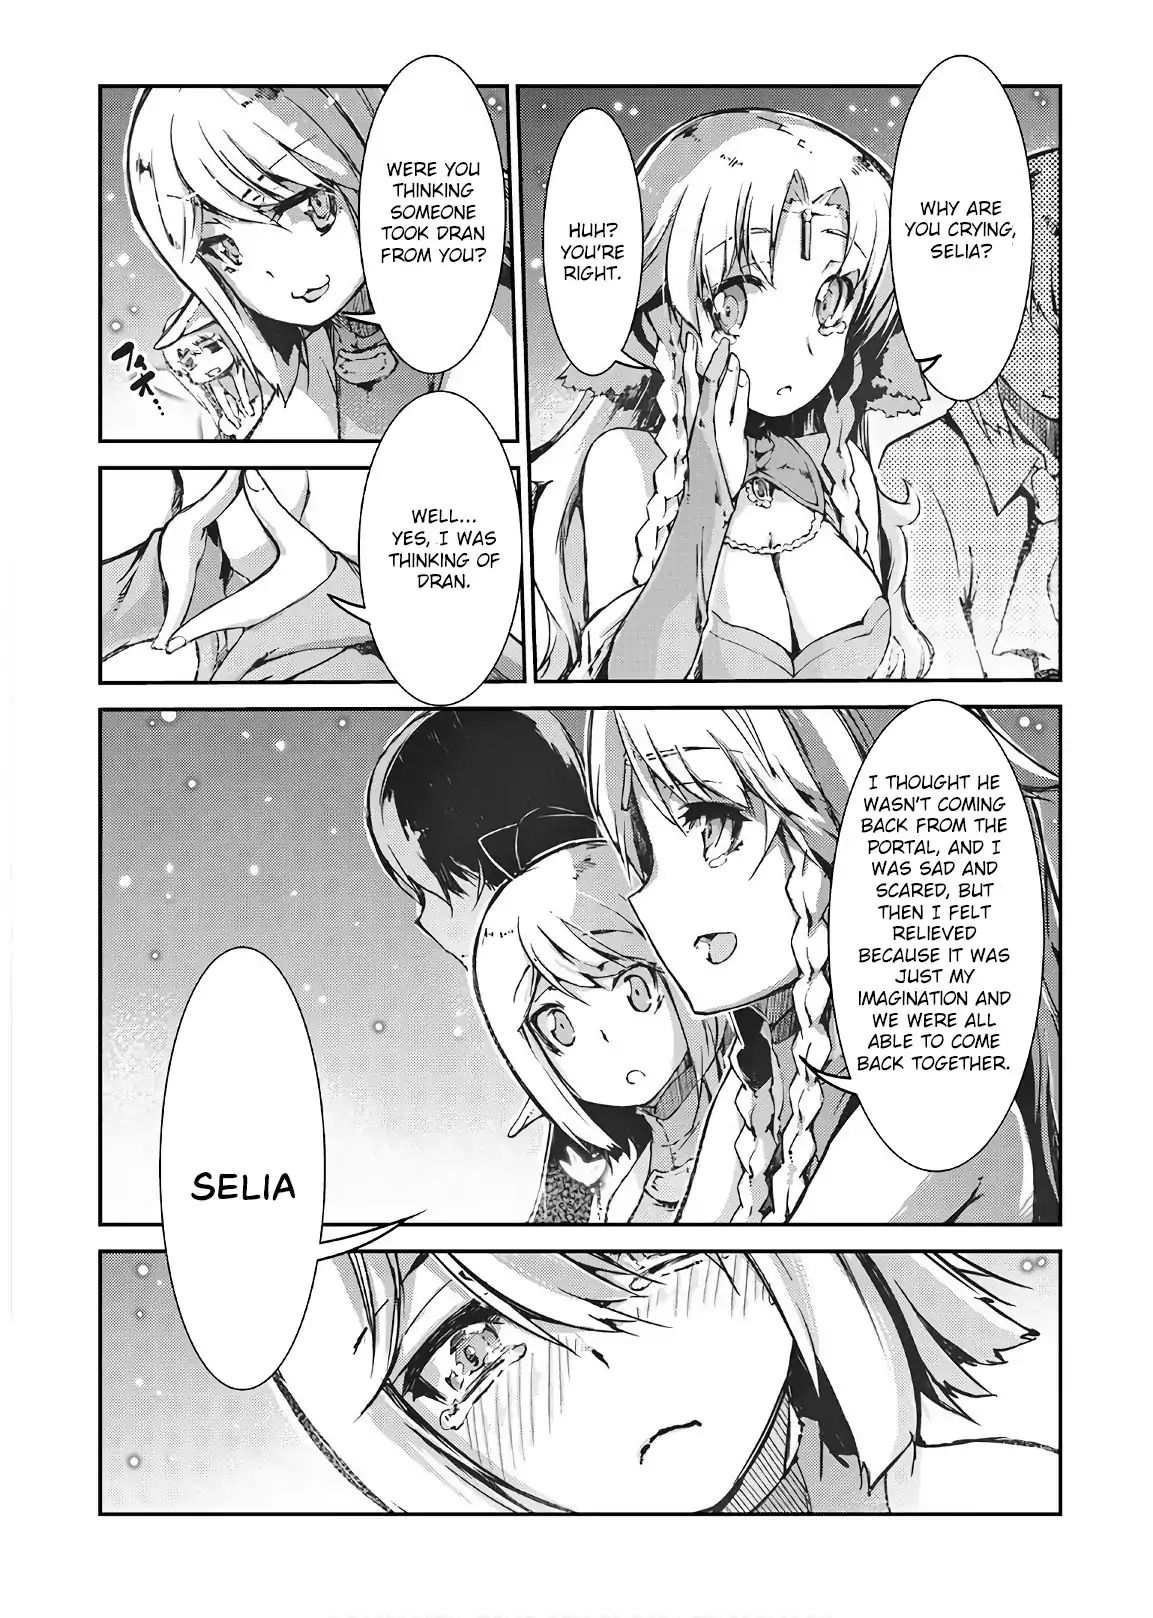 WHY ARE
YOU CRYING,
SELIA?
HUH?
YOU'RE
RIGHT.
WERE YOU
THINKING
SOMEONE
TOOK DRAN
FROM YOU?
WELL...
YES, I WAS
THINKING OF
DRAN.
I THOUGHT HE
WASN'T COMING
BACK FROM THE
PORTAL, AND I
WAS SAD AND
SCARED, BUT
THEN I FELT
RELIEVED
BECAUSE IT WAS
JUST MY
IMAGINATION AND
WE WERE ALL
ABLE TO COME
BACK TOGETHER.
SELIA